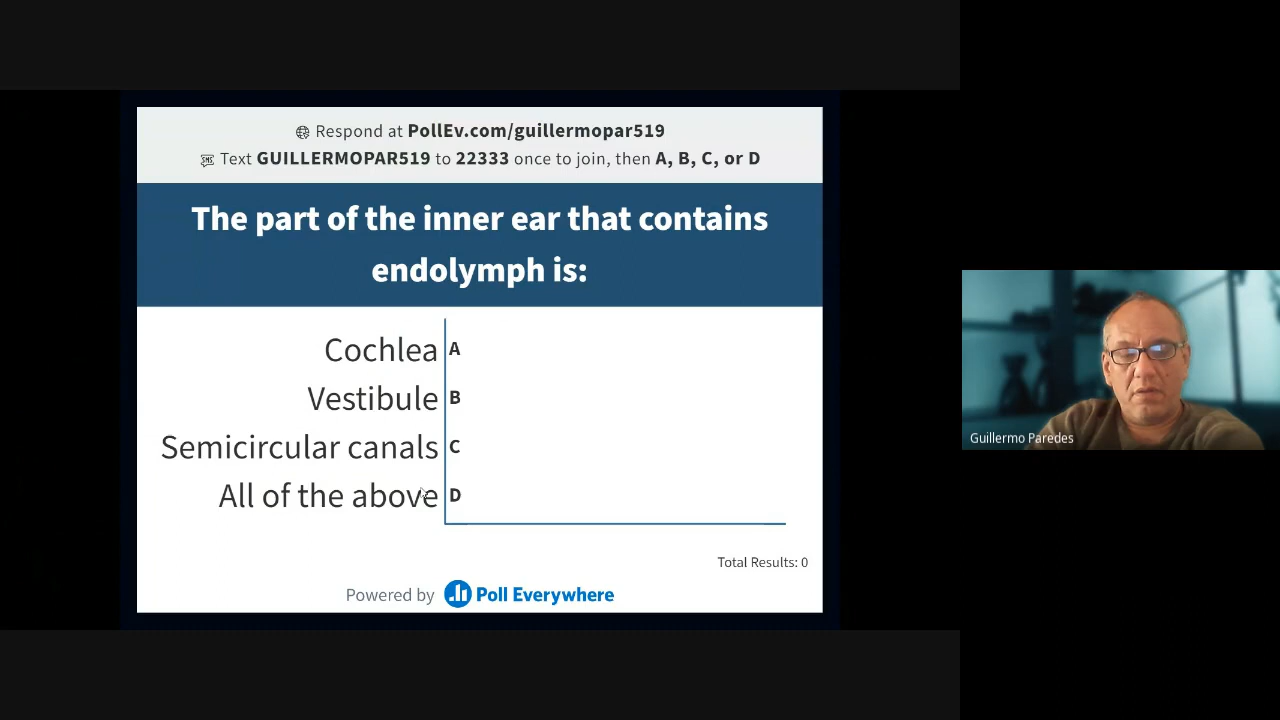 Respond at PollEv.com/guillermopar519
Text GUILLERMOPAR519 to 22333 once to join, then A, B, C, or D
The part of the inner ear that contains
endolymph is:
Cochlea A
Vestibule B
Semicircular canals C
All of the above D
Total Results: 0
Powered by Poll Everywhere
Guillermo Paredes